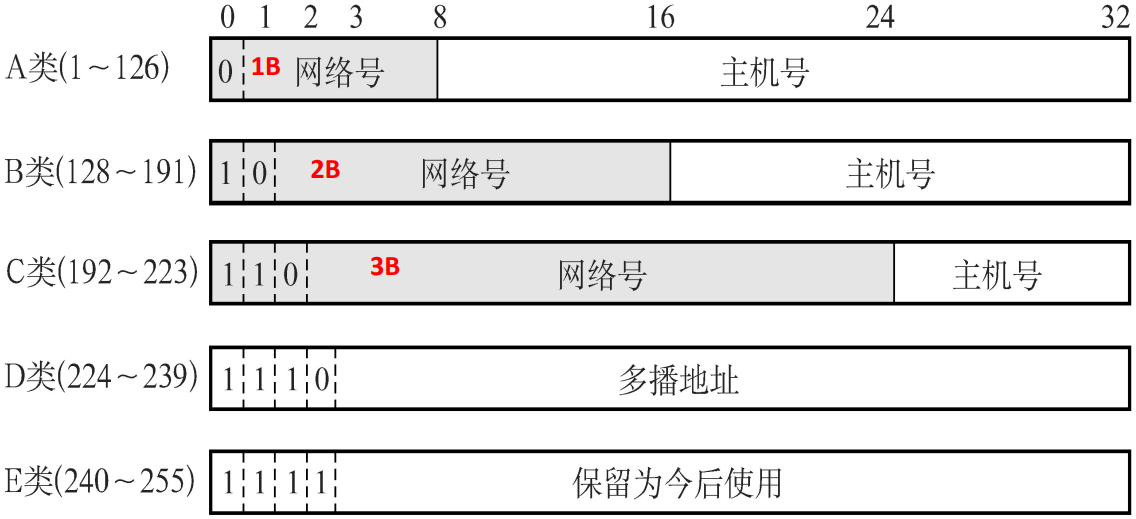 0 1 2 3 8 16 24 32
A类(1～126) 0 1B 网络号 主机号
B类(128～191) 1 0 2B 网络号 主机号
C类(192～223) 1 1 0 3B 网络号 主机号
D类(224～239) 1 1 1 0 多播地址
E类(240～255) 1 1 1 1 保留为今后使用